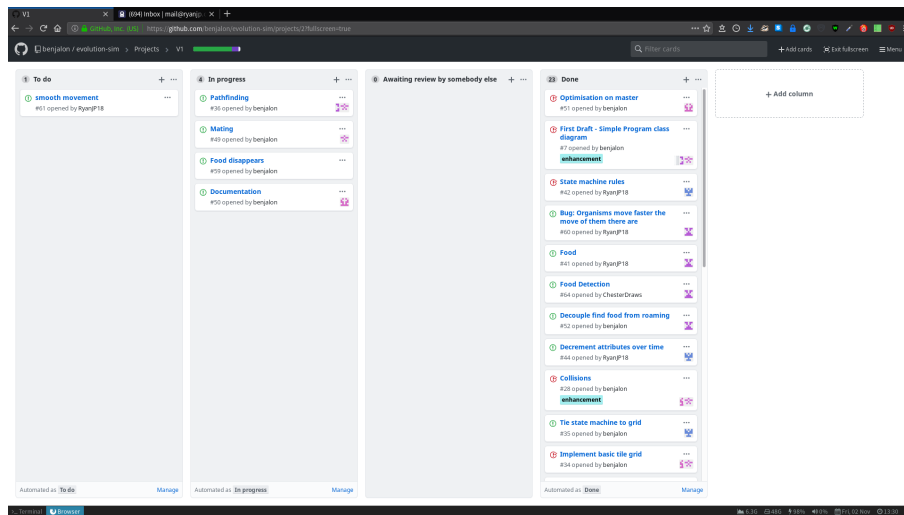 V1 × (694) Inbox | mail@ryanjp. × +
GitHub, Inc. (US) https://github.com/benjalon/evolution-sim/projects/2?fullscreen=true
benjalon / evolution-sim › Projects › V1
Filter cards
+ Add cards Exit fullscreen Menu
1 To do + ...
smooth movement ...
#61 opened by RyanJP18
Automated as To do Manage
4 In progress + ...
Pathfinding ...
#36 opened by benjalon
Mating ...
#49 opened by benjalon
Food disappears ...
#59 opened by benjalon
Documentation ...
#50 opened by benjalon
Automated as In progress Manage
0 Awaiting review by somebody else + ...
23 Done + ...
Optimisation on master ...
#51 opened by benjalon
First Draft - Simple Program class ...
diagram
#7 opened by benjalon
enhancement
State machine rules ...
#42 opened by RyanJP18
Bug: Organisms move faster the ...
move of them there are
#60 opened by RyanJP18
Food ...
#41 opened by RyanJP18
Food Detection ...
#64 opened by ChesterDraws
Decouple find food from roaming ...
#52 opened by benjalon
Decrement attributes over time ...
#44 opened by RyanJP18
Collisions ...
#28 opened by benjalon
enhancement
Tie state machine to grid ...
#35 opened by benjalon
Implement basic tile grid ...
#34 opened by benjalon
Automated as Done Manage
+ Add column
Terminal Browser
6.3G 48G 98% 0% Fri, 02 Nov 13:30